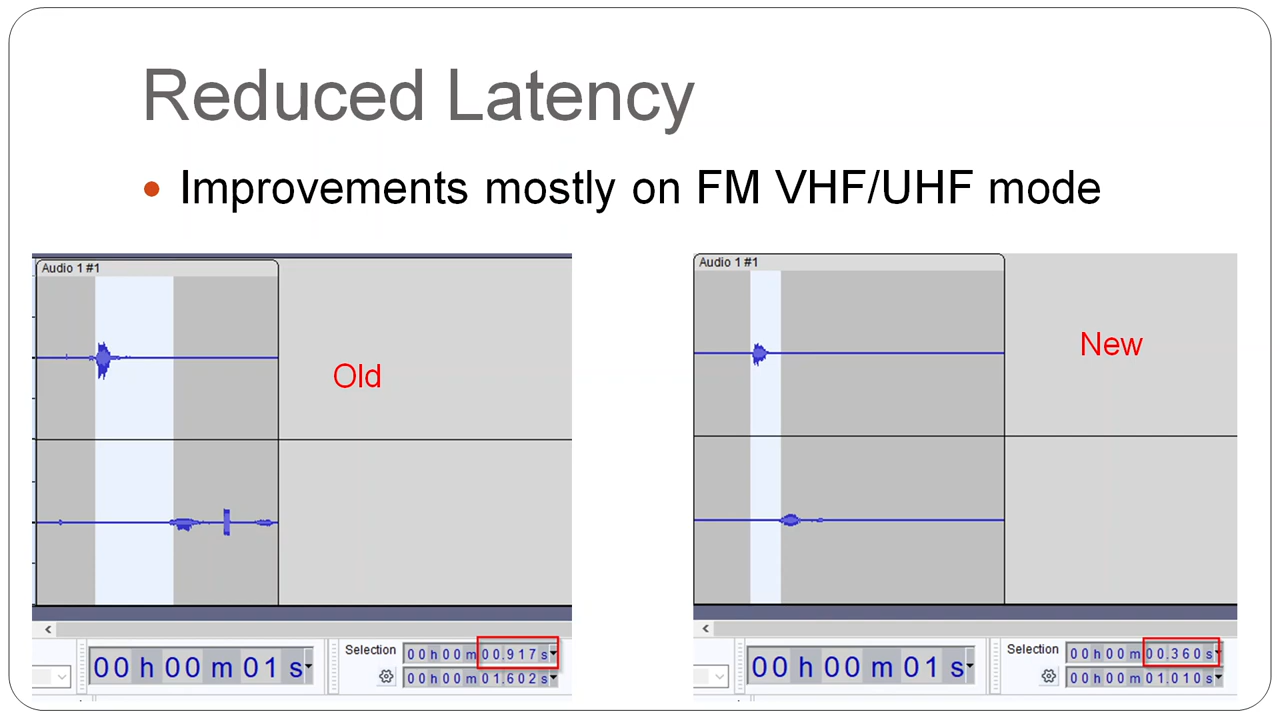 Reduced Latency
• Improvements mostly on FM VHF/UHF mode
Audio 1 #1
Old
00 h 00 m 01 s
Selection
00 h 00 m 00.917 s
00 h 00 m 01.602 s
Audio 1 #1
New
00 h 00 m 01 s
Selection
00 h 00 m 00.360 s
00 h 00 m 01.010 s